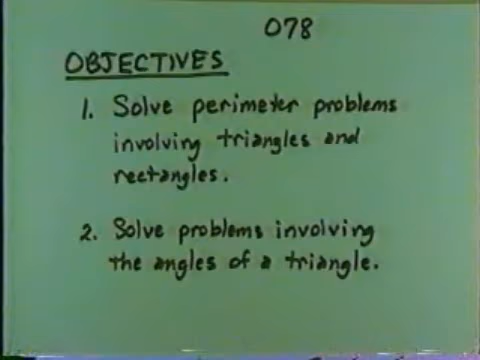 078
OBJECTIVES
1. Solve perimeter problems
involving triangles and
rectangles.
2. Solve problems involving
the angles of a triangle.